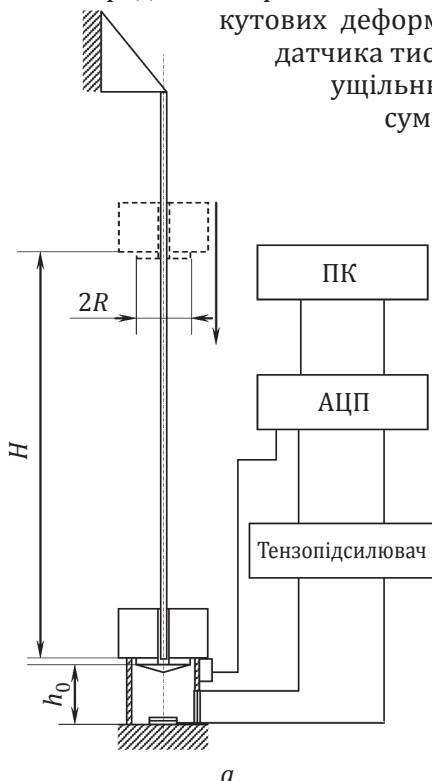 кутових деформ
датчика тис
ущільн
сум
2R
H
h₀
ПК
АЦП
Тензопідсилювач
а